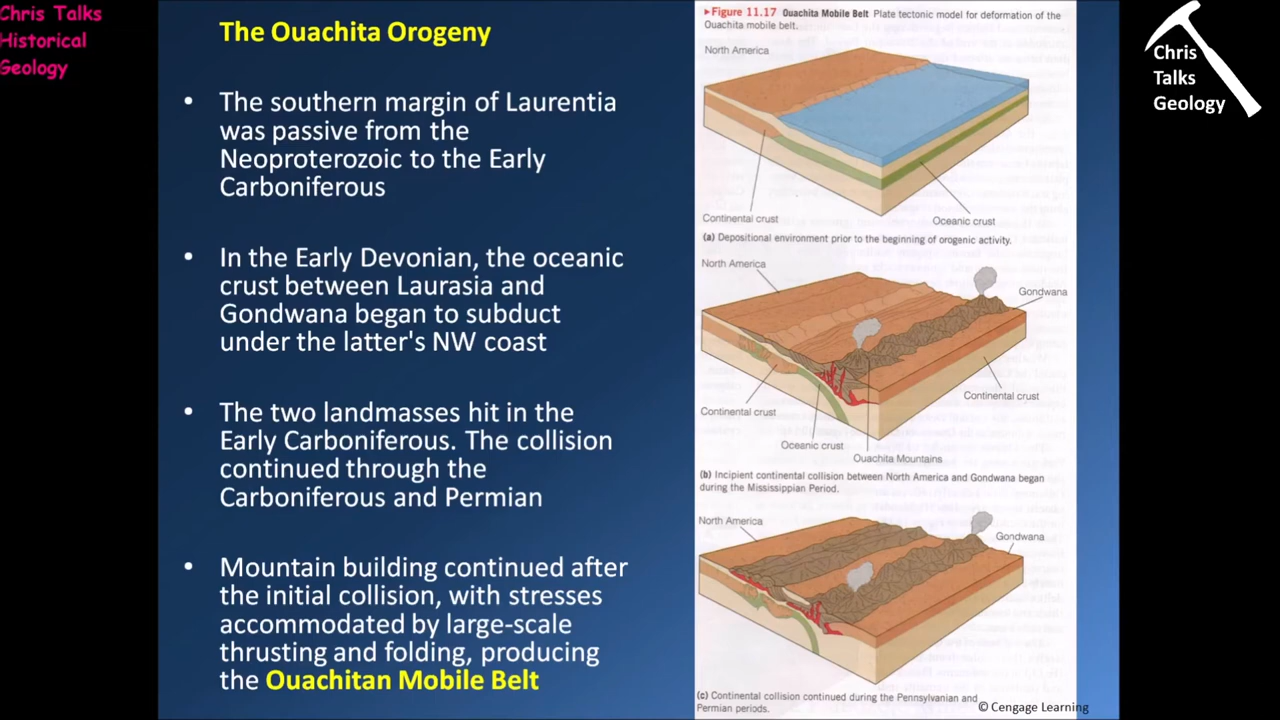 Chris Talks
Historical
Geology
The Ouachita Orogeny
• The southern margin of Laurentia
was passive from the
Neoproterozoic to the Early
Carboniferous
• In the Early Devonian, the oceanic
crust between Laurasia and
Gondwana began to subduct
under the latter's NW coast
• The two landmasses hit in the
Early Carboniferous. The collision
continued through the
Carboniferous and Permian
• Mountain building continued after
the initial collision, with stresses
accommodated by large-scale
thrusting and folding, producing
the Ouachitan Mobile Belt
►Figure 11.17 Ouachita Mobile Belt Plate tectonic model for deformation of the
Ouachita mobile belt.
North America
Continental crust
Oceanic crust
(a) Depositional environment prior to the beginning of orogenic activity.
North America
Gondwana
Continental crust
Continental crust
Oceanic crust
Ouachita Mountains
(b) Incipient continental collision between North America and Gondwana began
during the Mississippian Period.
North America
Gondwana
(c) Continental collision continued during the Pennsylvanian and
Permian periods.
© Cengage Learning
Chris
Talks
Geology